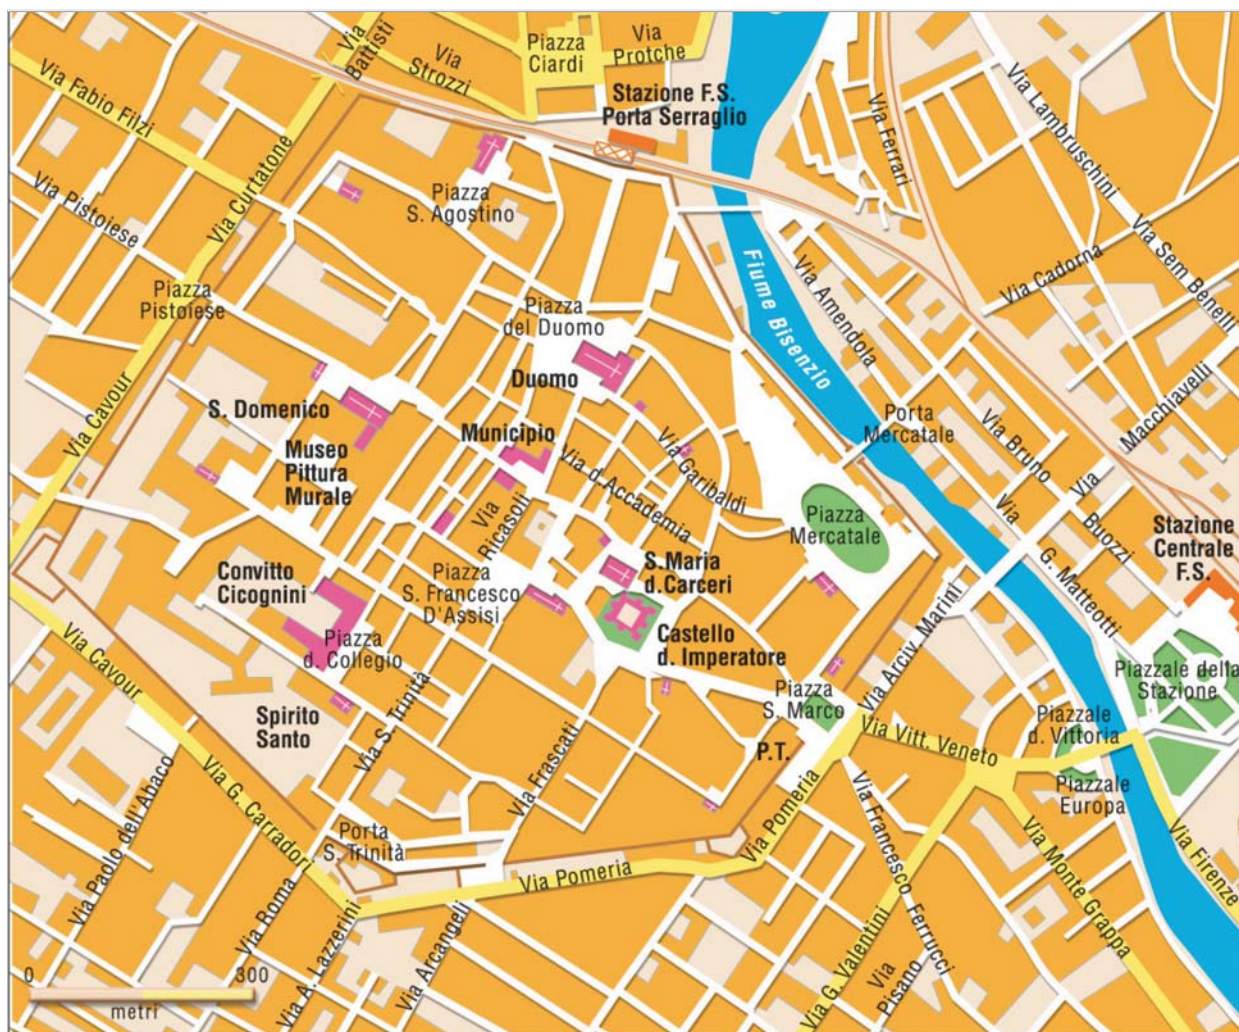 Via
Battisti
Via
Strozzi
Piazza
Ciardi
Via
Protche
Via Fabio Filzi
Stazione F.S.
Porta Serraglio
Via Ferrari
Via Lambruschini
Via Pistoiese
Via Curtatone
Piazza
S. Agostino
Via Sem Benelli
Via Cadorna
Fiume Bisenzio
Via Amendola
Piazza
Pistoiese
Piazza
del Duomo
Duomo
Via Cavour
S. Domenico
Museo
Pittura
Murale
Municipio
Via Garibaldi
Via d. Accademia
Via
Ricasoli
Porta
Mercatale
Via Bruno
Buozzi
Via
Macchiavelli
Piazza
Mercatale
Via
G. Matteotti
Stazione
Centrale
F.S.
Convitto
Cicognini
Piazza
S. Francesco
D'Assisi
S. Maria
d. Carceri
Castello
d. Imperatore
Piazza
d. Collegio
Via Arciv. Marini
Via Cavour
Spirito
Santo
Via S. Trinità
Piazza
S. Marco
P.T.
Via Vitt. Veneto
Piazzale
d. Vittoria
Piazzale della
Stazione
Piazzale
Europa
Via Frascati
Via G. Carradori
Via Paolo dell'Abaco
Porta
S. Trinità
Via Pomeria
Via Pomeria
Via Francesco Ferrucci
Via Monte Grappa
Via Firenze
Via Roma
Via A. Lazzerini
Via Arcangeli
Via G. Valentini
Via
Pisano
0 300
metri